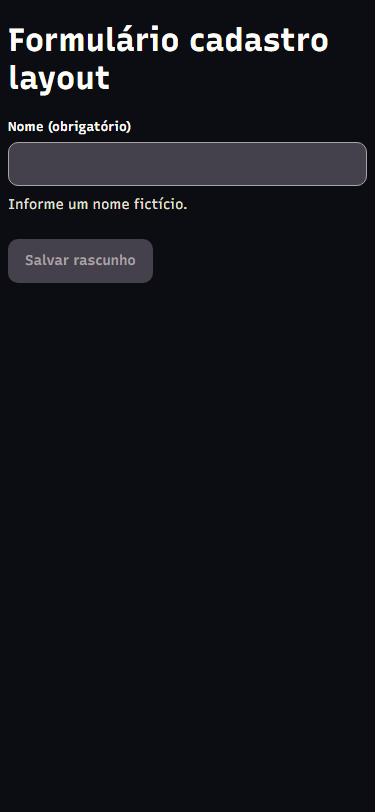 Formulário cadastro
layout
Nome (obrigatório)
Informe um nome fictício.
Salvar rascunho